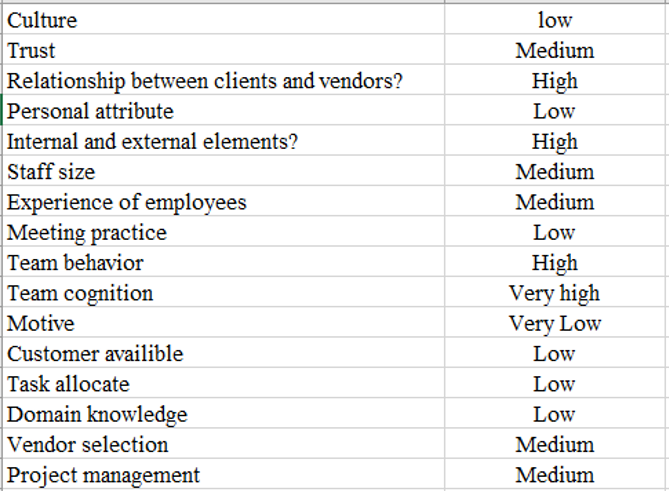 Culture low
Trust Medium
Relationship between clients and vendors? High
Personal attribute Low
Internal and external elements? High
Staff size Medium
Experience of employees Medium
Meeting practice Low
Team behavior High
Team cognition Very high
Motive Very Low
Customer availible Low
Task allocate Low
Domain knowledge Low
Vendor selection Medium
Project management Medium